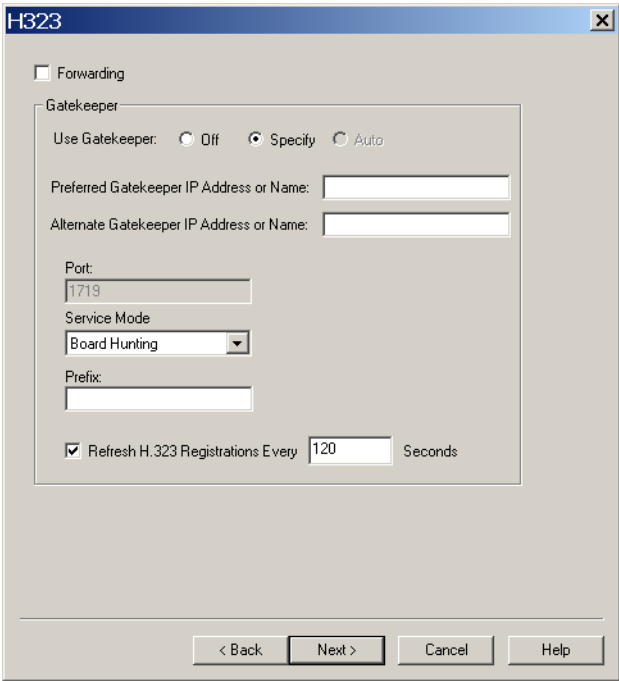 H323
Forwarding
Gatekeeper
Use Gatekeeper: Off Specify Auto
Preferred Gatekeeper IP Address or Name:
Alternate Gatekeeper IP Address or Name:
Port:
1719
Service Mode
Board Hunting
Prefix:
Refresh H.323 Registrations Every 120 Seconds
< Back Next > Cancel Help